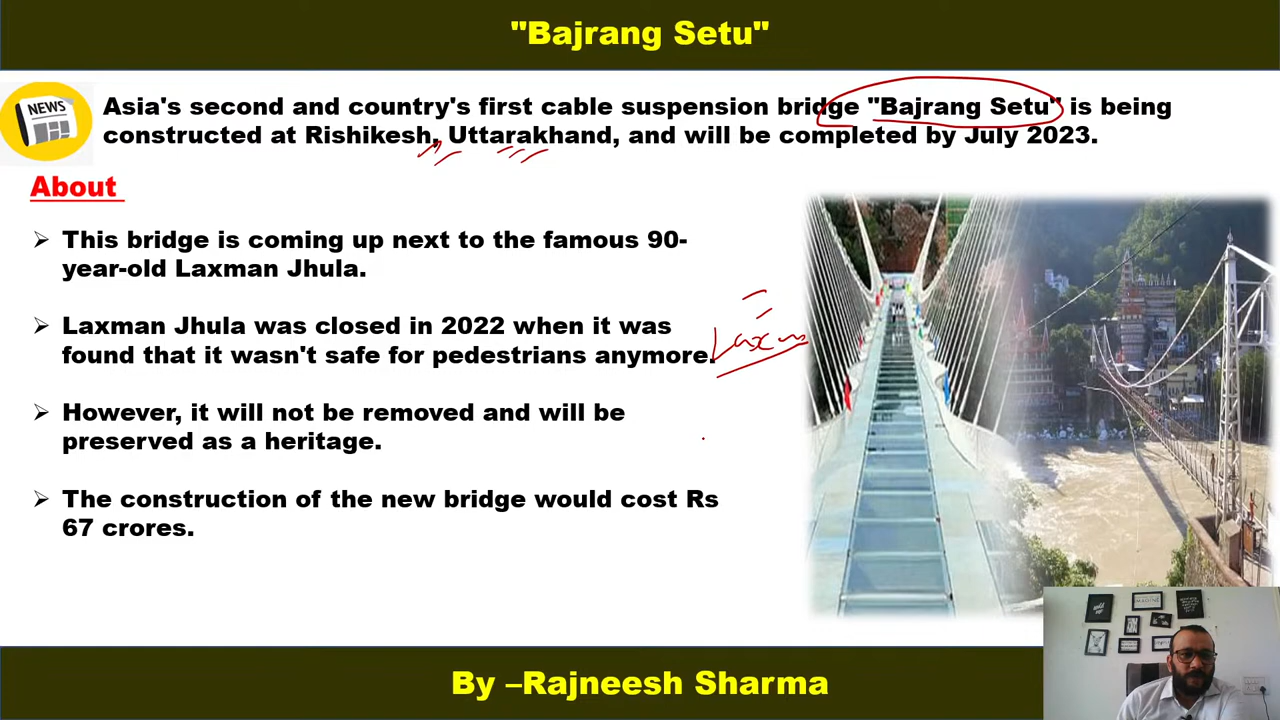 "Bajrang Setu"
NEWS
Asia's second and country's first cable suspension bridge "Bajrang Setu" is being
constructed at Rishikesh, Uttarakhand, and will be completed by July 2023.
About
➢ This bridge is coming up next to the famous 90-
year-old Laxman Jhula.
➢ Laxman Jhula was closed in 2022 when it was
found that it wasn't safe for pedestrians anymore.
➢ However, it will not be removed and will be
preserved as a heritage.
➢ The construction of the new bridge would cost Rs
67 crores.
By –Rajneesh Sharma